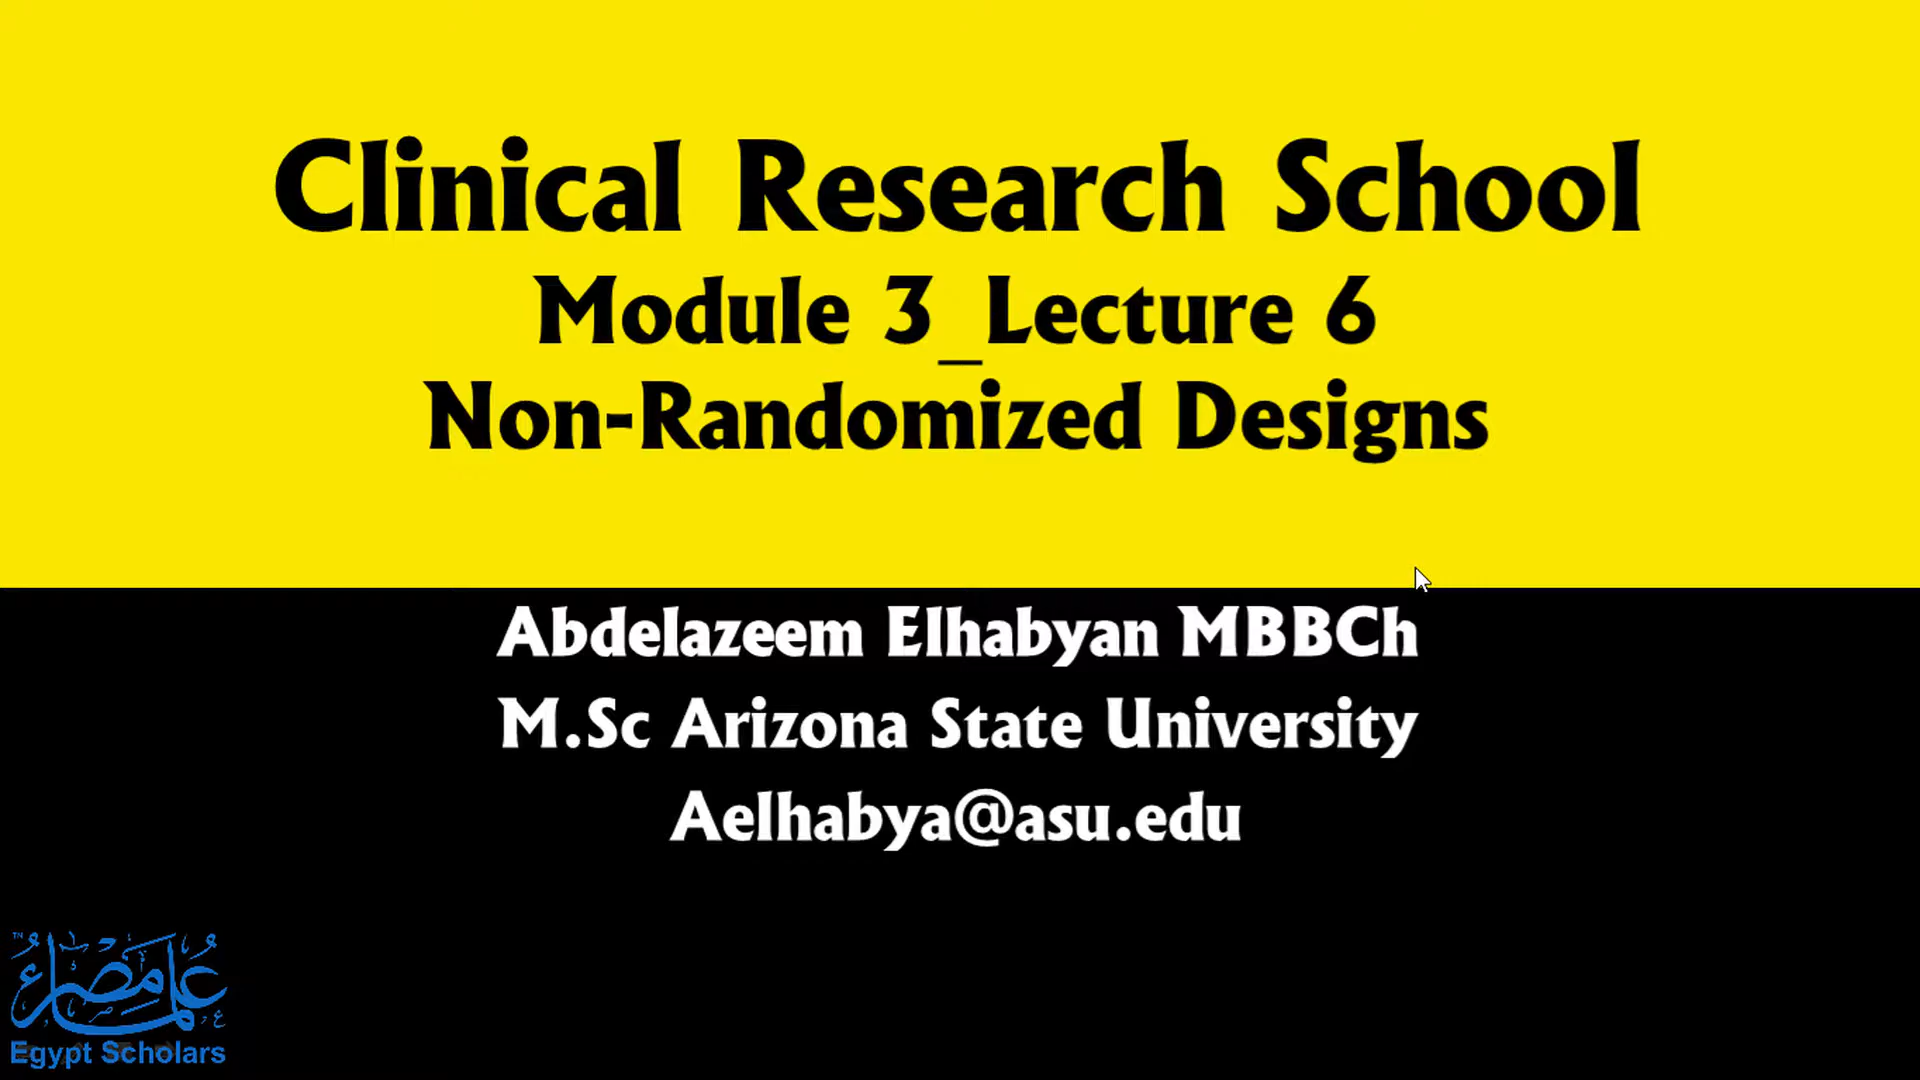 Clinical Research School
Module 3_Lecture 6
Non-Randomized Designs
Abdelazeem Elhabyan MBBCh
M.Sc Arizona State University
Aelhabya@asu.edu
TM
علماء مصر
Egypt Scholars